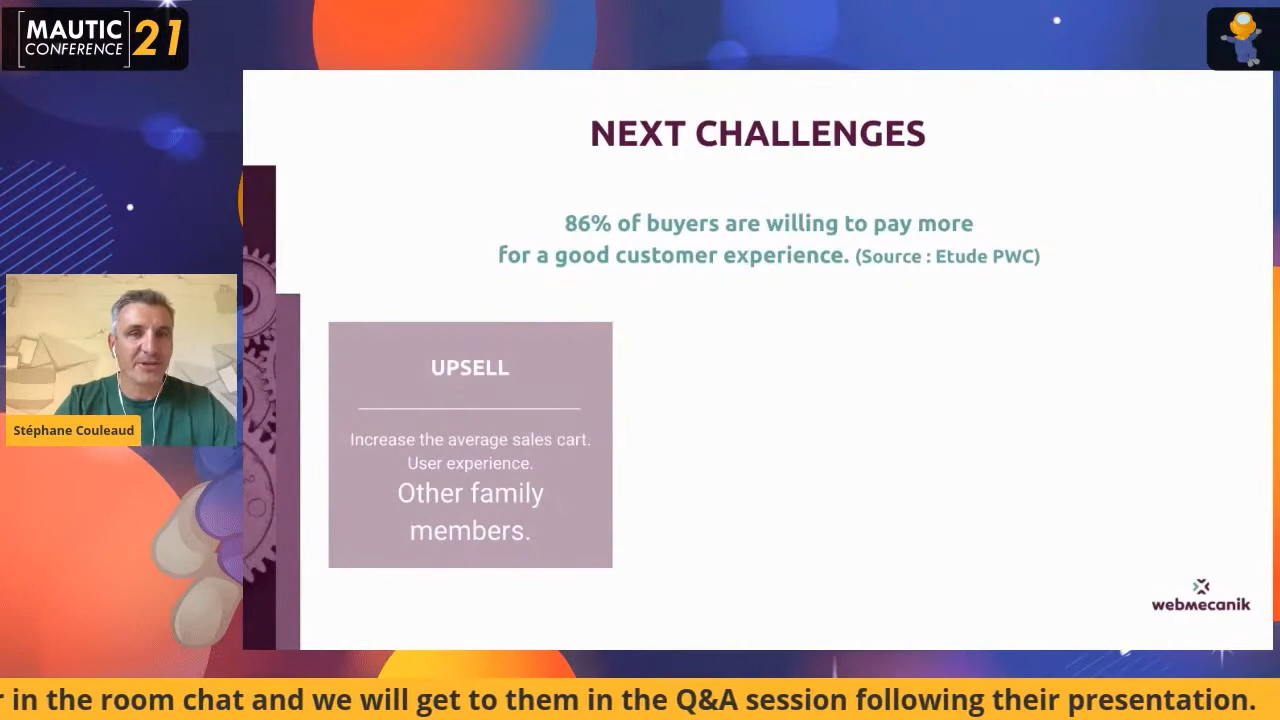 MAUTIC
CONFERENCE
21
NEXT CHALLENGES
86% of buyers are willing to pay more
for a good customer experience. (Source : Etude PWC)
UPSELL
Increase the average sales cart.
User experience.
Other family
members.
Stéphane Couleaud
webmecanik
in the room chat and we will get to them in the Q&A session following their presentation.